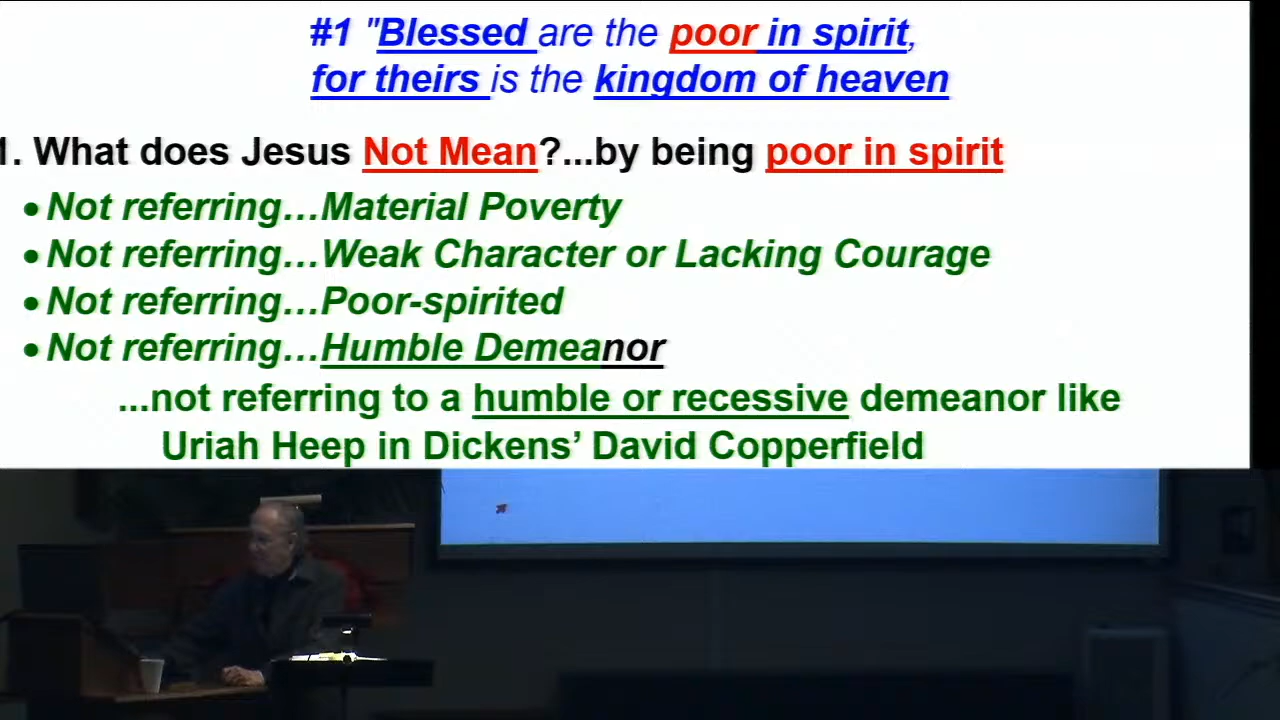 #1 "Blessed are the poor in spirit,
for theirs is the kingdom of heaven
1. What does Jesus Not Mean?...by being poor in spirit
• Not referring…Material Poverty
• Not referring…Weak Character or Lacking Courage
• Not referring…Poor-spirited
• Not referring…Humble Demeanor
...not referring to a humble or recessive demeanor like
Uriah Heep in Dickens’ David Copperfield